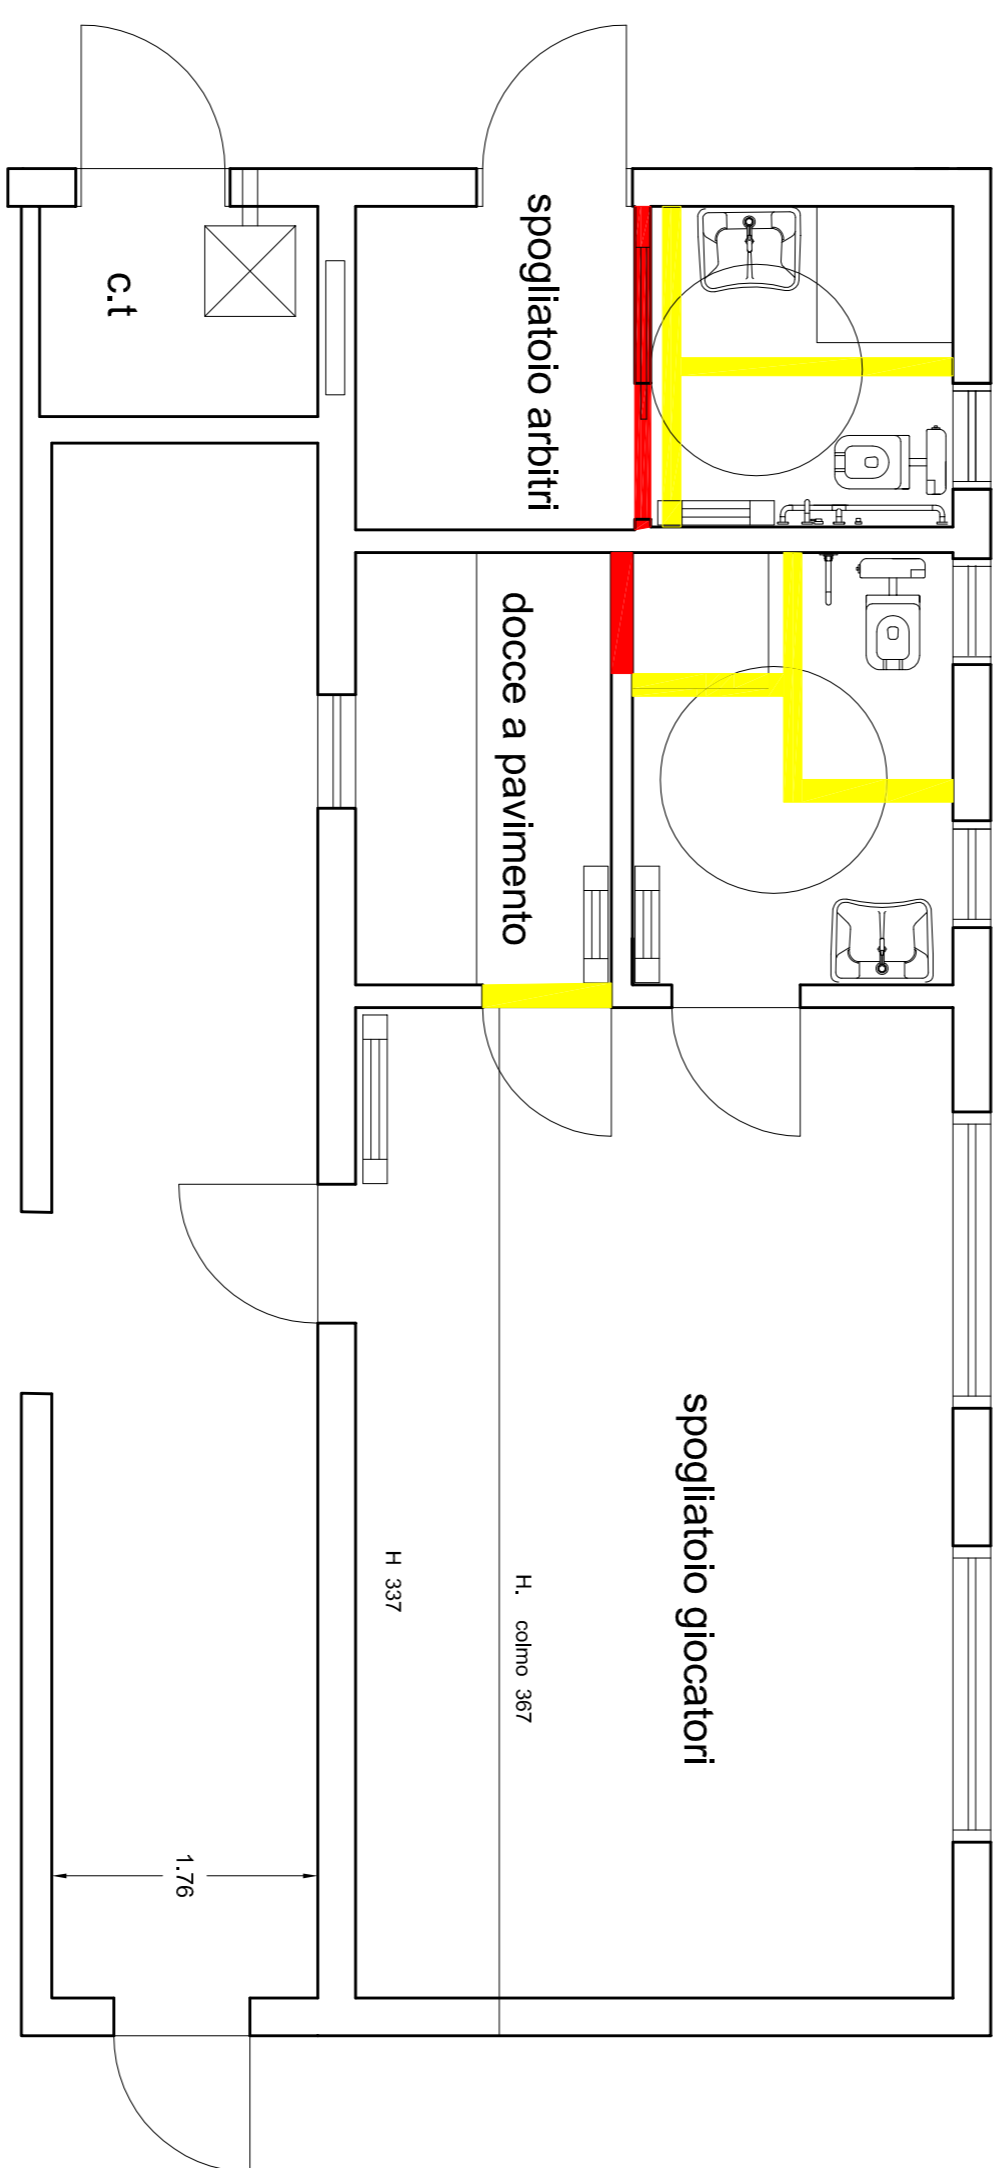 c.t
spogliatoio arbitri
docce a pavimento
spogliatoio giocatori
H 337
H. colmo 367
1.76